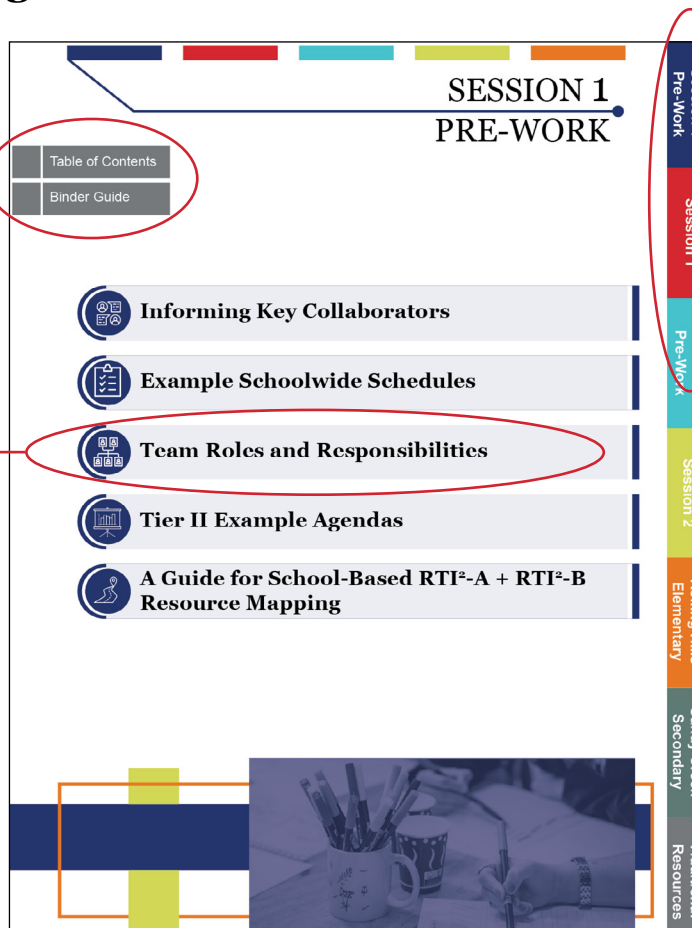 SESSION 1
PRE-WORK
Table of Contents
Binder Guide
Informing Key Collaborators
Example Schoolwide Schedules
Team Roles and Responsibilities
Tier II Example Agendas
A Guide for School-Based RTI²-A + RTI²-B
Resource Mapping
Pre-Work
Session 1
Pre-Work
Session 2
Elementary
Secondary
Resources